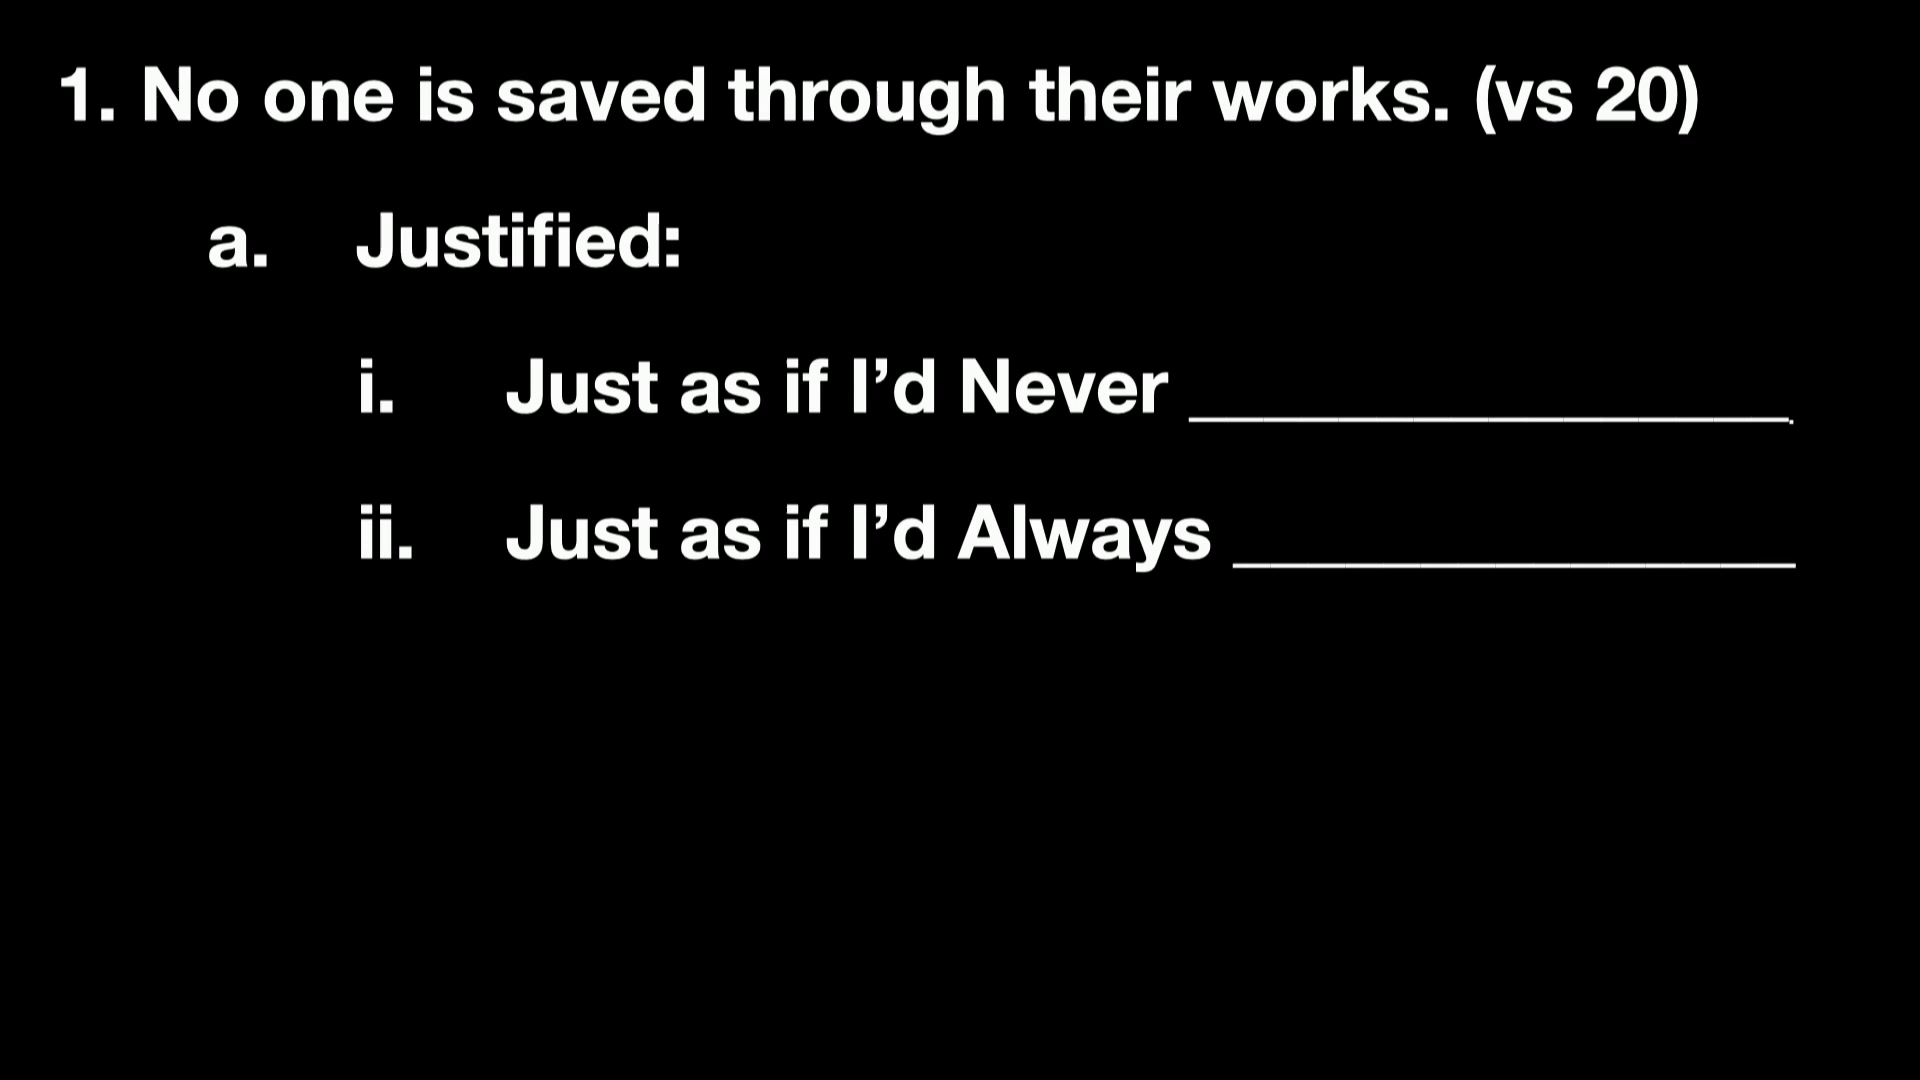 1. No one is saved through their works. (vs 20)
a. Justified:
i. Just as if I’d Never ________________.
ii. Just as if I’d Always _______________